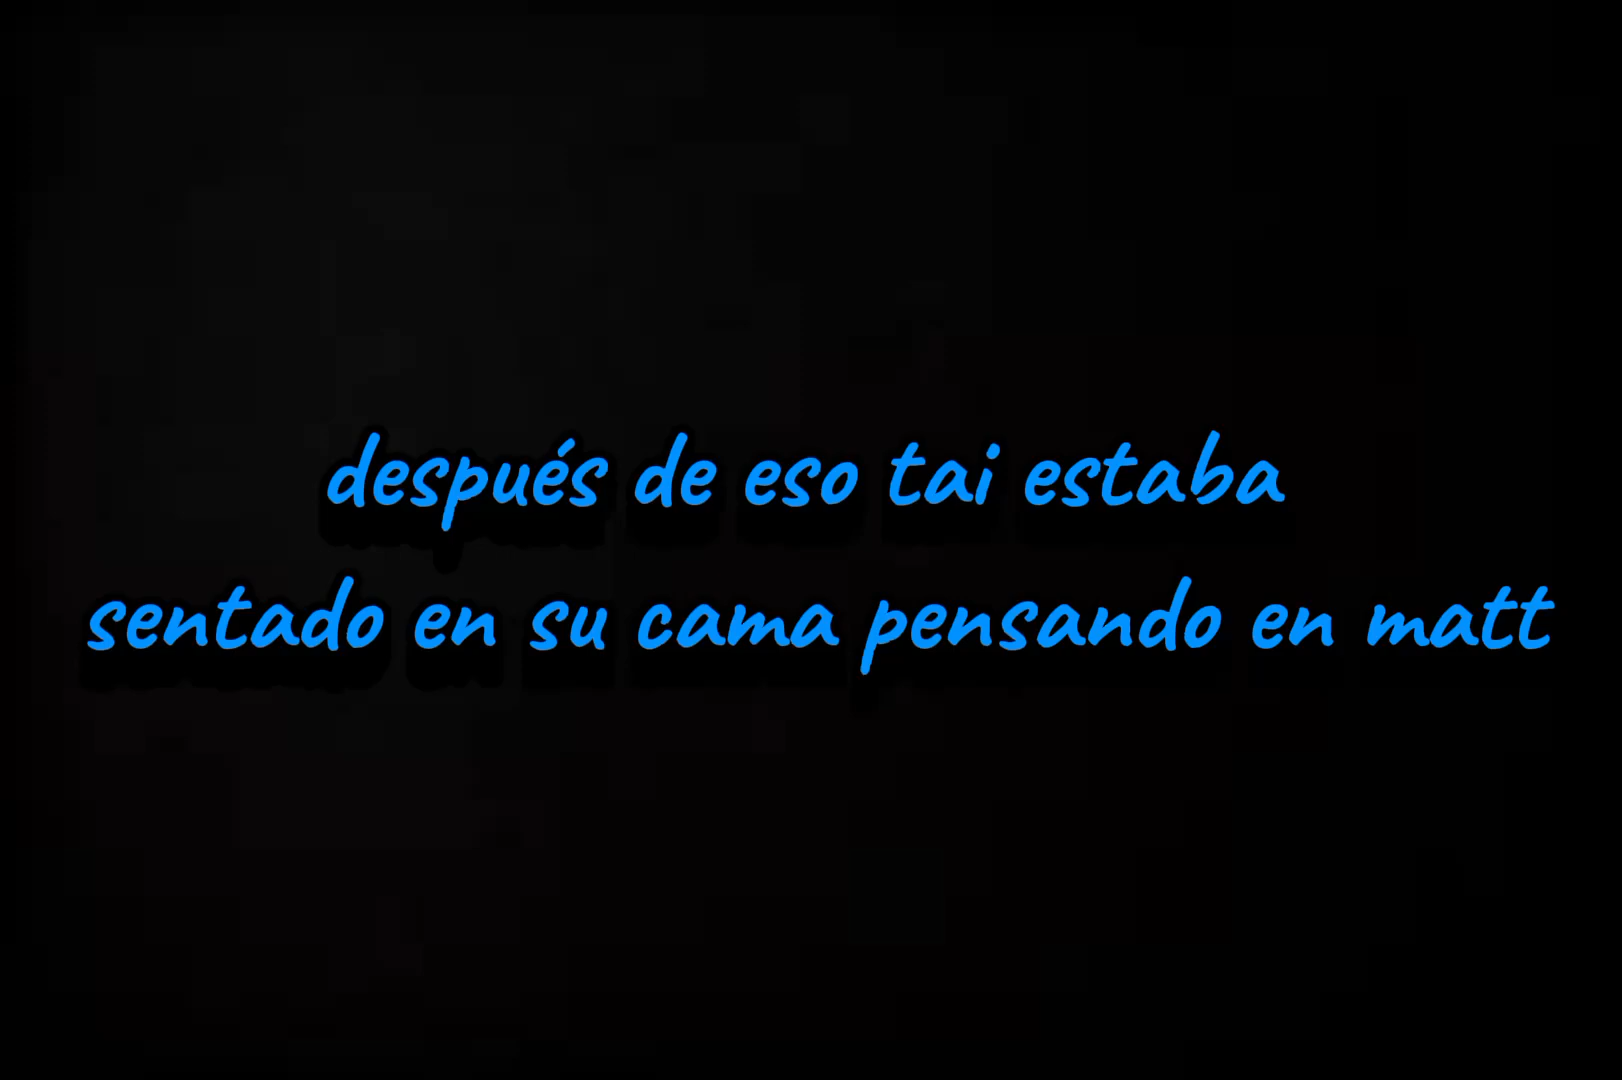 después de eso tai estaba
sentado en su cama pensando en matt